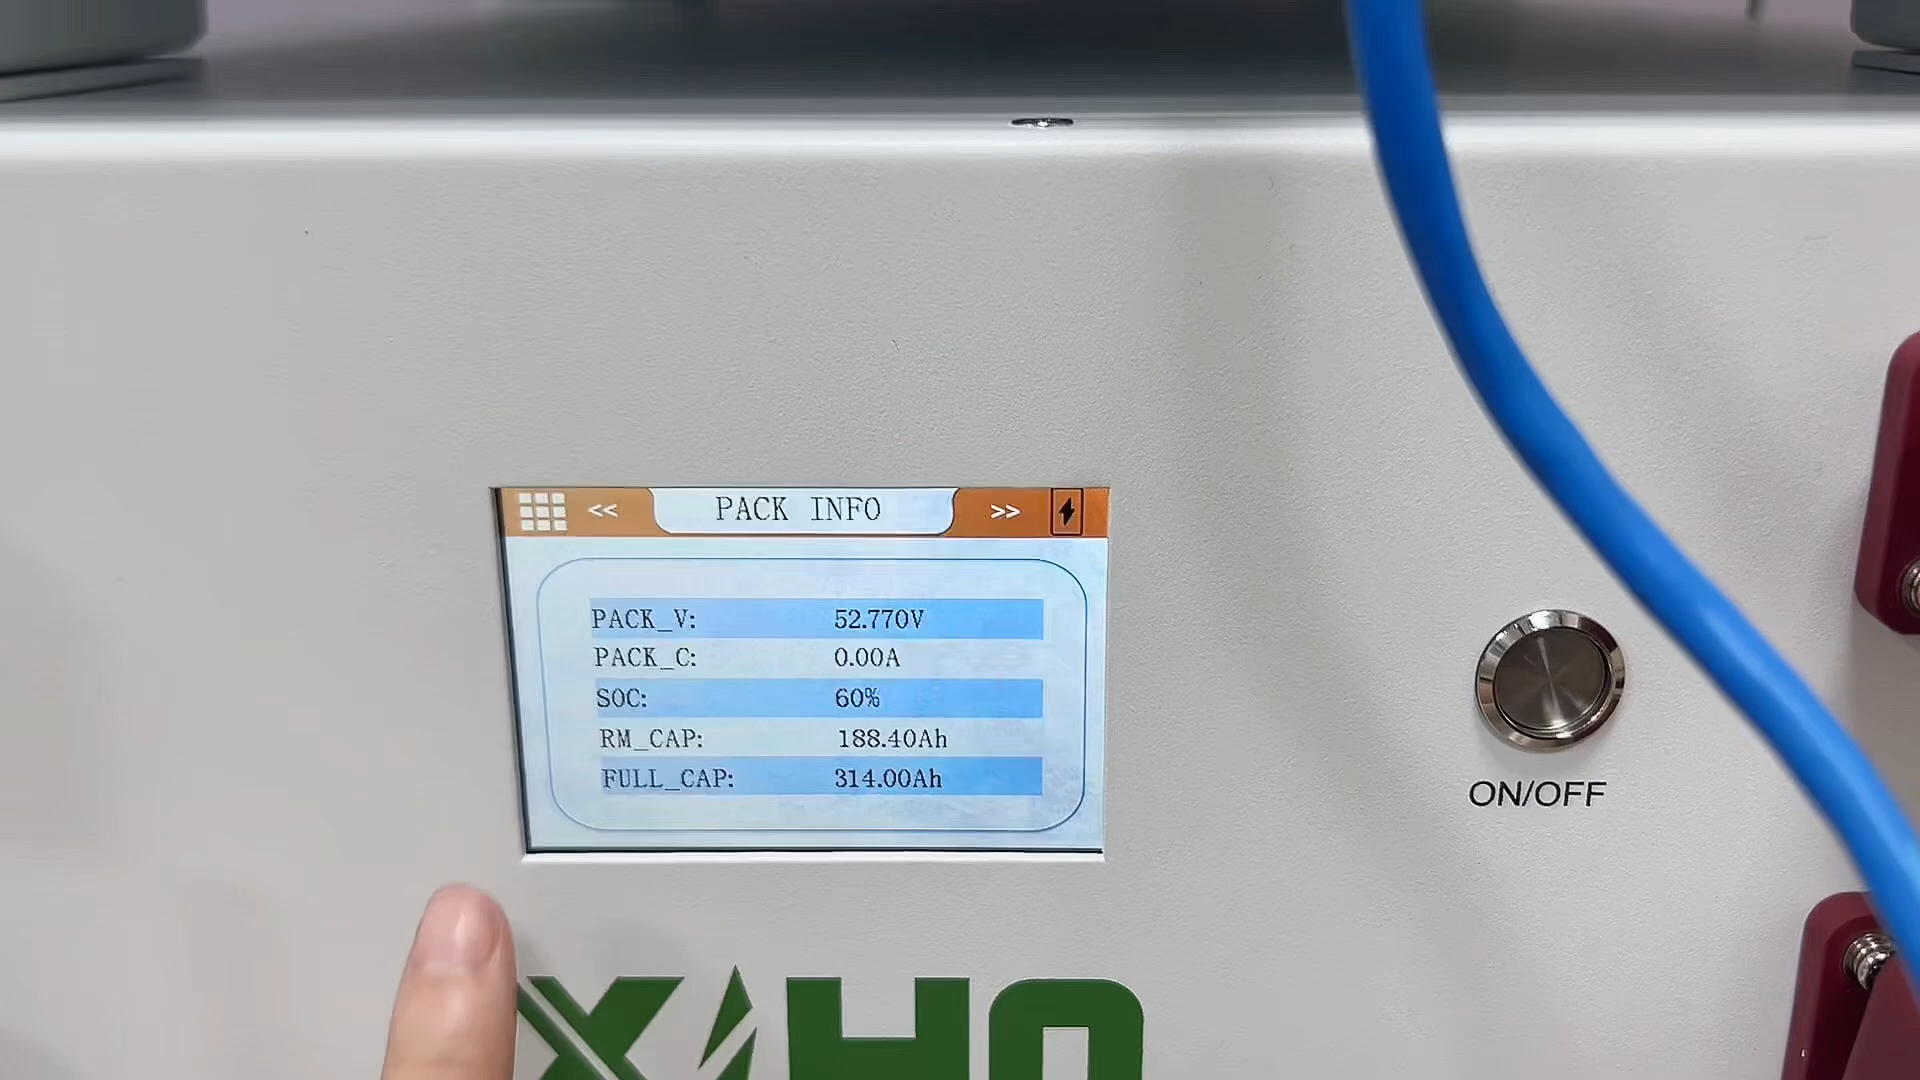 << PACK INFO >>
PACK_V: 52.770V
PACK_C: 0.00A
SOC: 60%
RM_CAP: 188.40Ah
FULL_CAP: 314.00Ah
ON/OFF